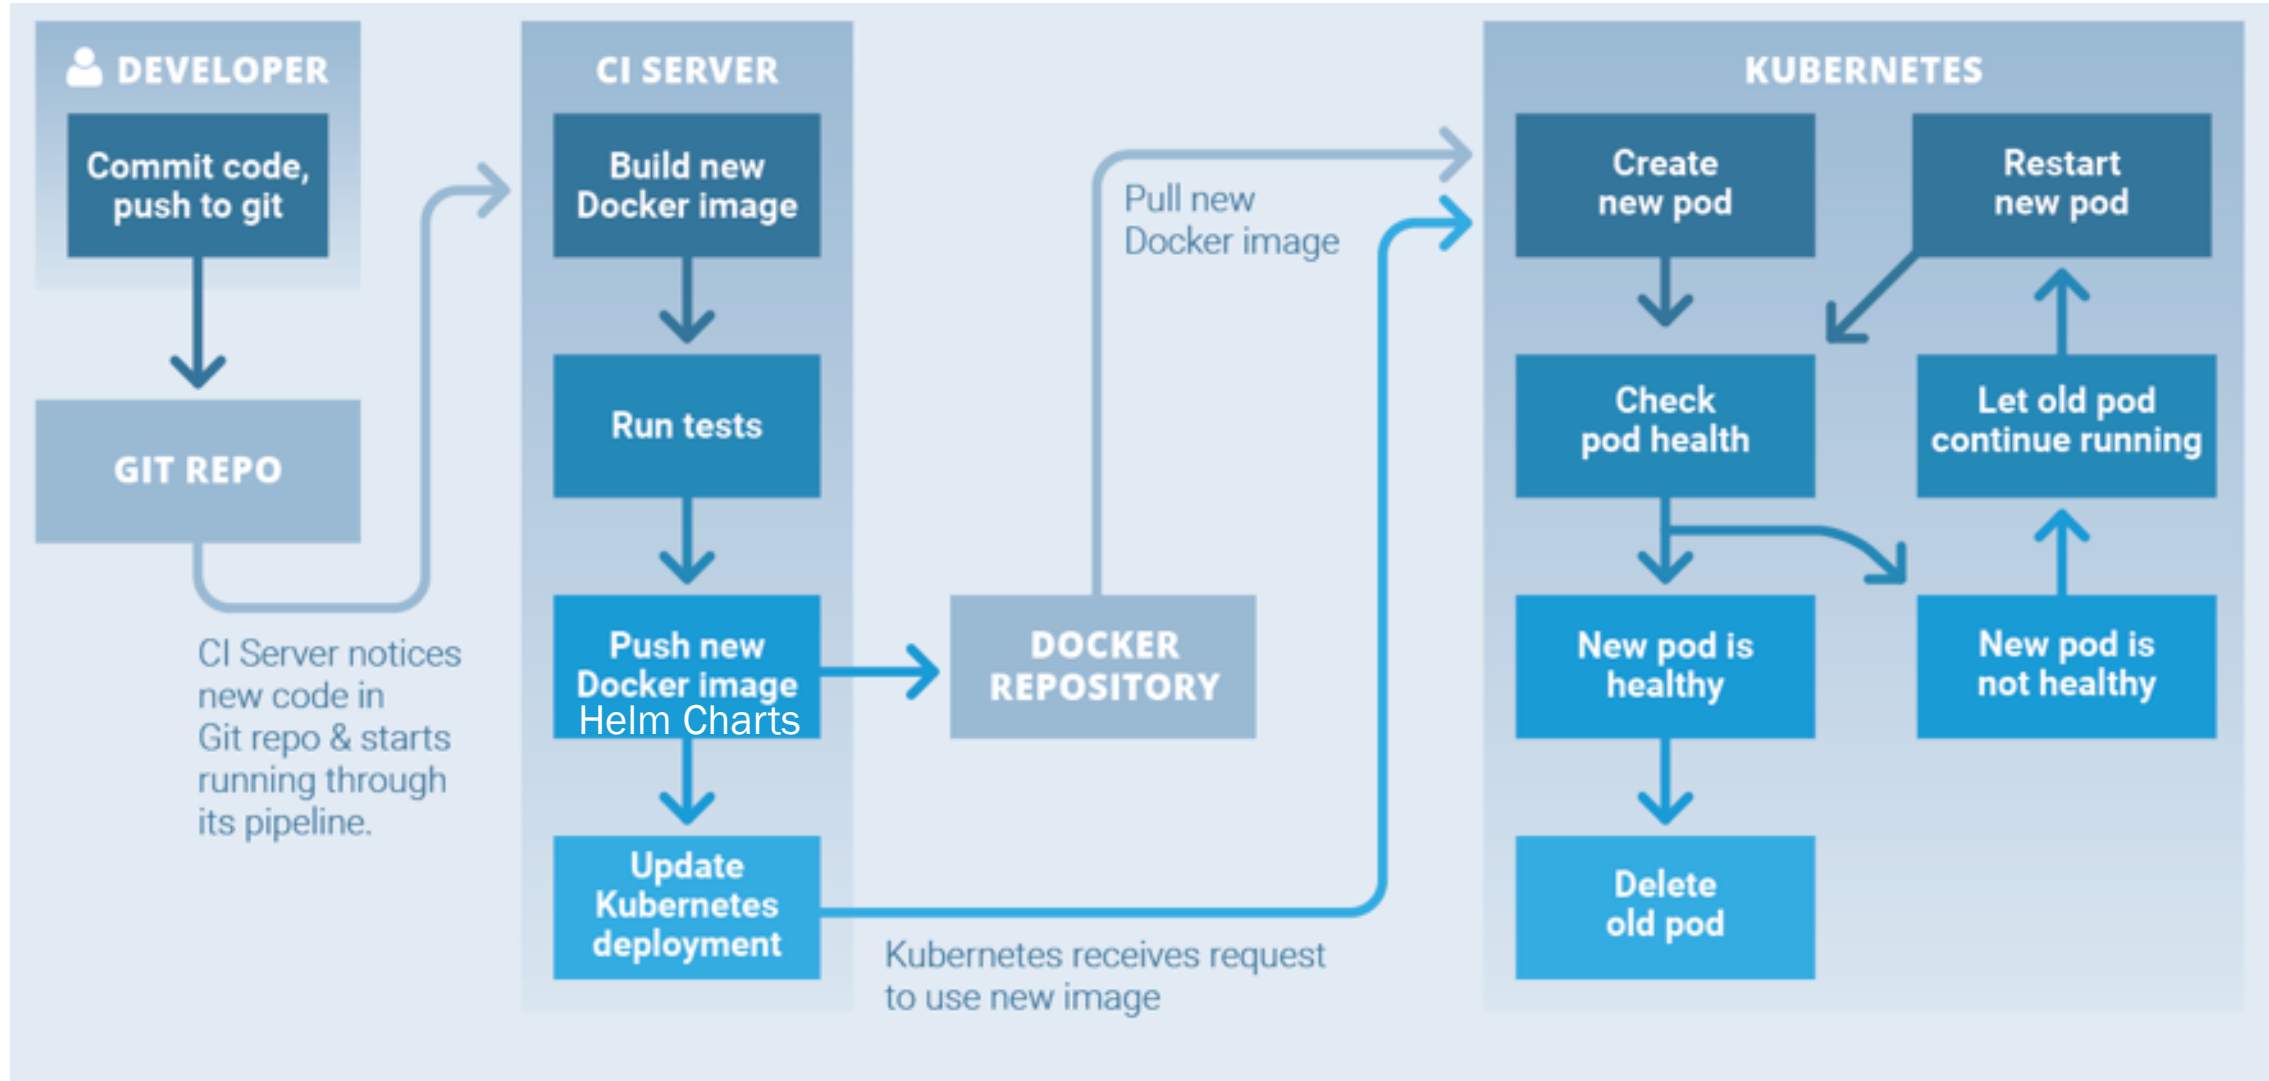 DEVELOPER
Commit code,
push to git
GIT REPO
CI Server notices
new code in
Git repo & starts
running through
its pipeline.
CI SERVER
Build new
Docker image
Run tests
Push new
Docker image
Helm Charts
Update
Kubernetes
deployment
DOCKER
REPOSITORY
Pull new
Docker image
Kubernetes receives request
to use new image
KUBERNETES
Create
new pod
Restart
new pod
Check
pod health
Let old pod
continue running
New pod is
healthy
New pod is
not healthy
Delete
old pod